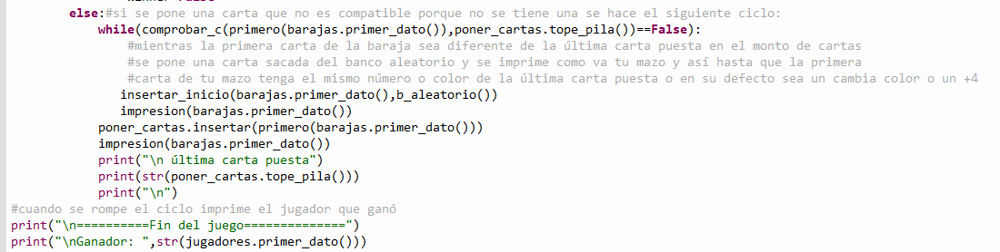 else:#si se pone una carta que no es compatible porque no se tiene una se hace el siguiente ciclo:
while(comprobar_c(primero(barajas.primer_dato()),poner_cartas.tope_pila())==False):
#mientras la primera carta de la baraja sea diferente de la última carta puesta en el monto de cartas
#se pone una carta sacada del banco aleatorio y se imprime como va tu mazo y así hasta que la primera
#carta de tu mazo tenga el mismo número o color de la última carta puesta o en su defecto sea un cambia color o un +4
insertar_inicio(barajas.primer_dato(),b_aleatorio())
impresion(barajas.primer_dato())
poner_cartas.insertar(primero(barajas.primer_dato()))
impresion(barajas.primer_dato())
print("\n última carta puesta")
print(str(poner_cartas.tope_pila()))
print("\n")
#cuando se rompe el ciclo imprime el jugador que ganó
print("\n==========Fin del juego==============")
print("\nGanador: ",str(jugadores.primer_dato()))